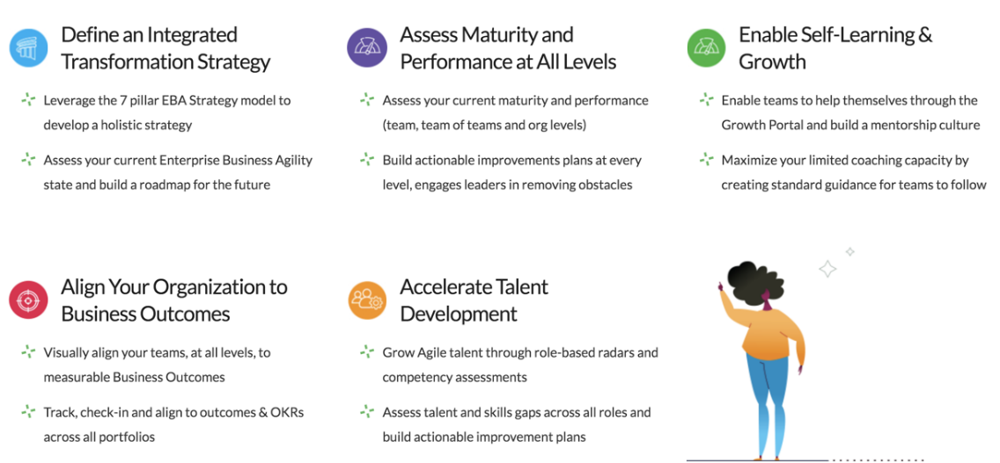 Define an Integrated
Transformation Strategy
Leverage the 7 pillar EBA Strategy model to
develop a holistic strategy
Assess your current Enterprise Business Agility
state and build a roadmap for the future
Assess Maturity and
Performance at All Levels
Assess your current maturity and performance
(team, team of teams and org levels)
Build actionable improvements plans at every
level, engages leaders in removing obstacles
Enable Self-Learning &
Growth
Enable teams to help themselves through the
Growth Portal and build a mentorship culture
Maximize your limited coaching capacity by
creating standard guidance for teams to follow
Align Your Organization to
Business Outcomes
Visually align your teams, at all levels, to
measurable Business Outcomes
Track, check-in and align to outcomes & OKRs
across all portfolios
Accelerate Talent
Development
Grow Agile talent through role-based radars and
competency assessments
Assess talent and skills gaps across all roles and
build actionable improvement plans